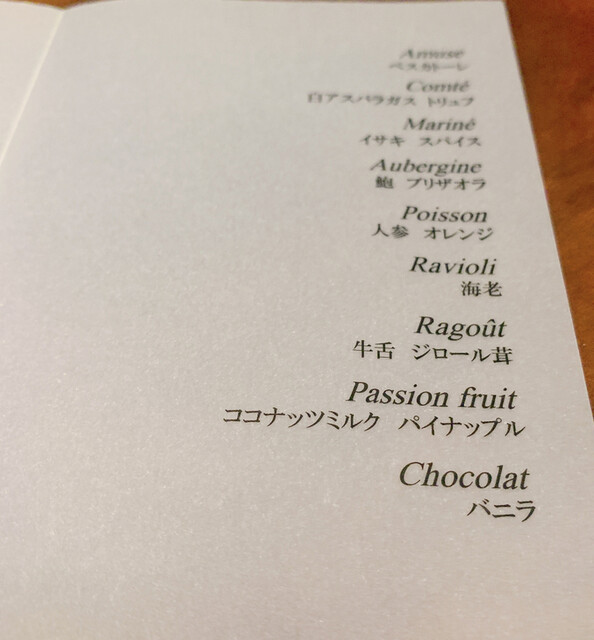 Amuse
ペスカトーレ
Comté
白アスパラガス トリュフ
Mariné
イサキ スパイス
Aubergine
鮑 ブリザオラ
Poisson
人参 オレンジ
Ravioli
海老
Ragoût
牛舌 ジロール茸
Passion fruit
ココナッツミルク パイナップル
Chocolat
バニラ